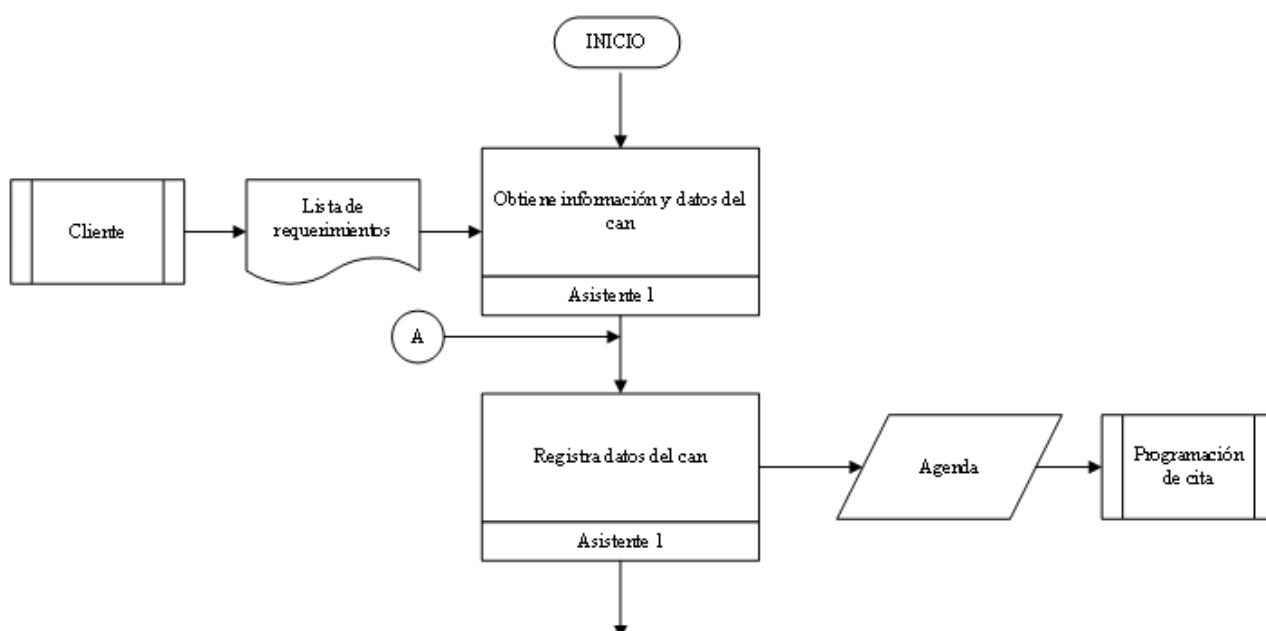 INICIO
Obtiene información y datos del
can
Asistente 1
Cliente
Lista de
requerimientos
A
Registra datos del can
Asistente 1
Agenda
Programación
de cita